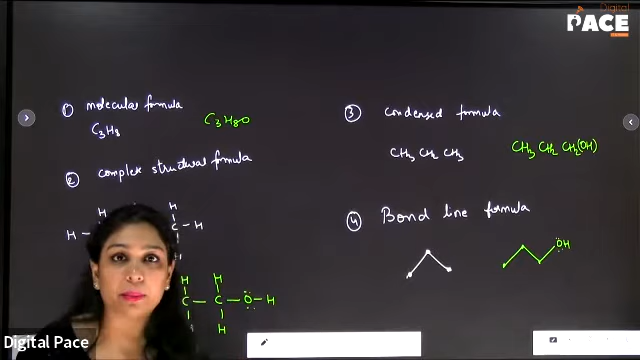 Digital
PACE
① molecular formula
C₃H₈
C₃H₈O
② complex structural formula
H H
H C — H
H H
C — C — O — H
H
③ condensed formula
CH₃ CH₂ CH₃
CH₃ CH₂ CH₂(OH)
④ Bond line formula
OH
Digital Pace